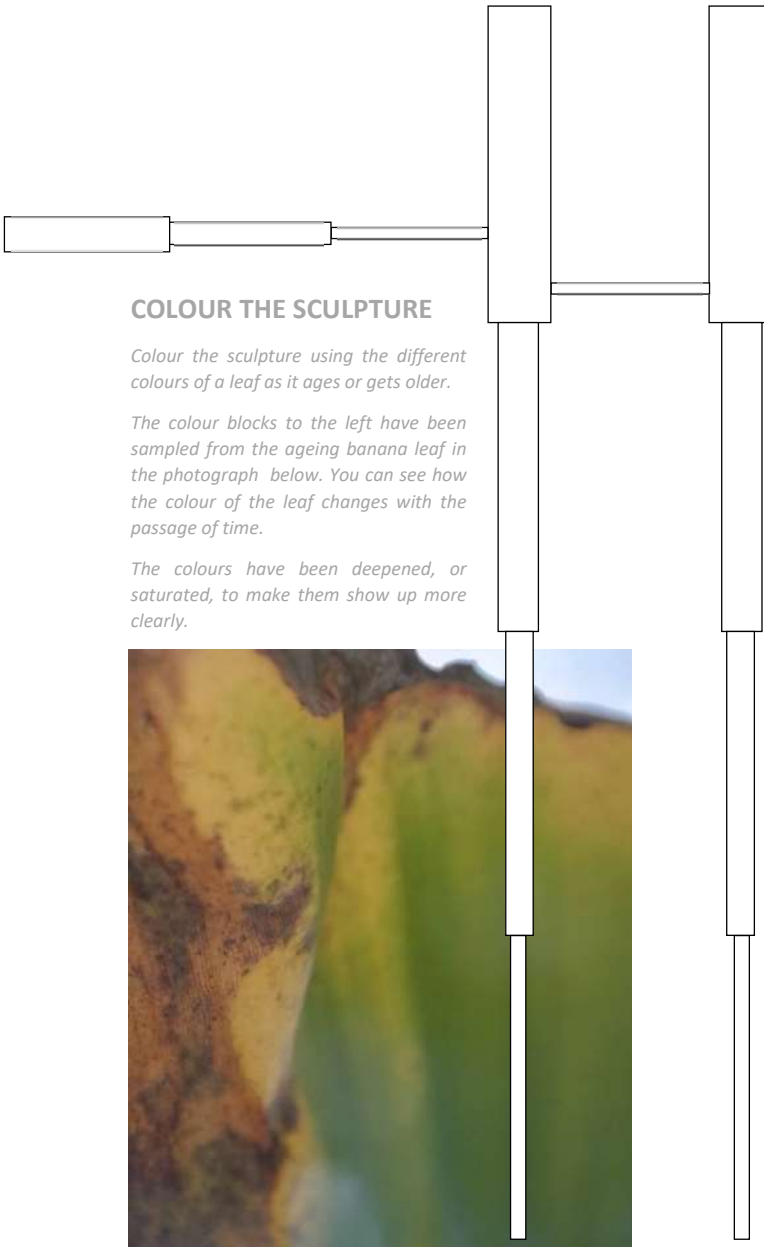 COLOUR THE SCULPTURE
Colour the sculpture using the different
colours of a leaf as it ages or gets older.
The colour blocks to the left have been
sampled from the ageing banana leaf in
the photograph below. You can see how
the colour of the leaf changes with the
passage of time.
The colours have been deepened, or
saturated, to make them show up more
clearly.